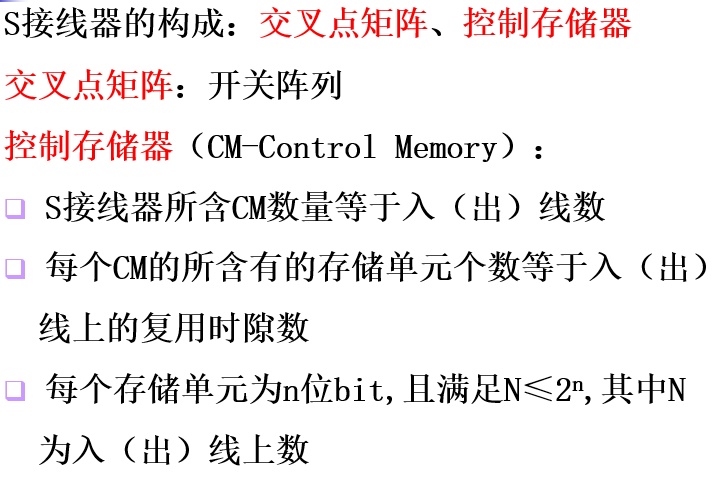 S接线器的构成：交叉点矩阵、控制存储器
交叉点矩阵：开关阵列
控制存储器（CM-Control Memory）：
S接线器所含CM数量等于入（出）线数
每个CM的所含有的存储单元个数等于入（出）
线上的复用时隙数
每个存储单元为n位bit,且满足N≤2ⁿ,其中N
为入（出）线上数